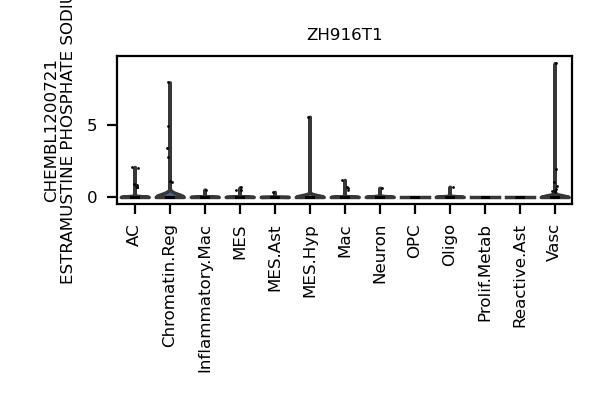 ZH916T1
CHEMBL1200721
ESTRAMUSTINE PHOSPHATE SODIU
5
0
AC
Chromatin.Reg
Inflammatory.Mac
MES
MES.Ast
MES.Hyp
Mac
Neuron
OPC
Oligo
Prolif.Metab
Reactive.Ast
Vasc